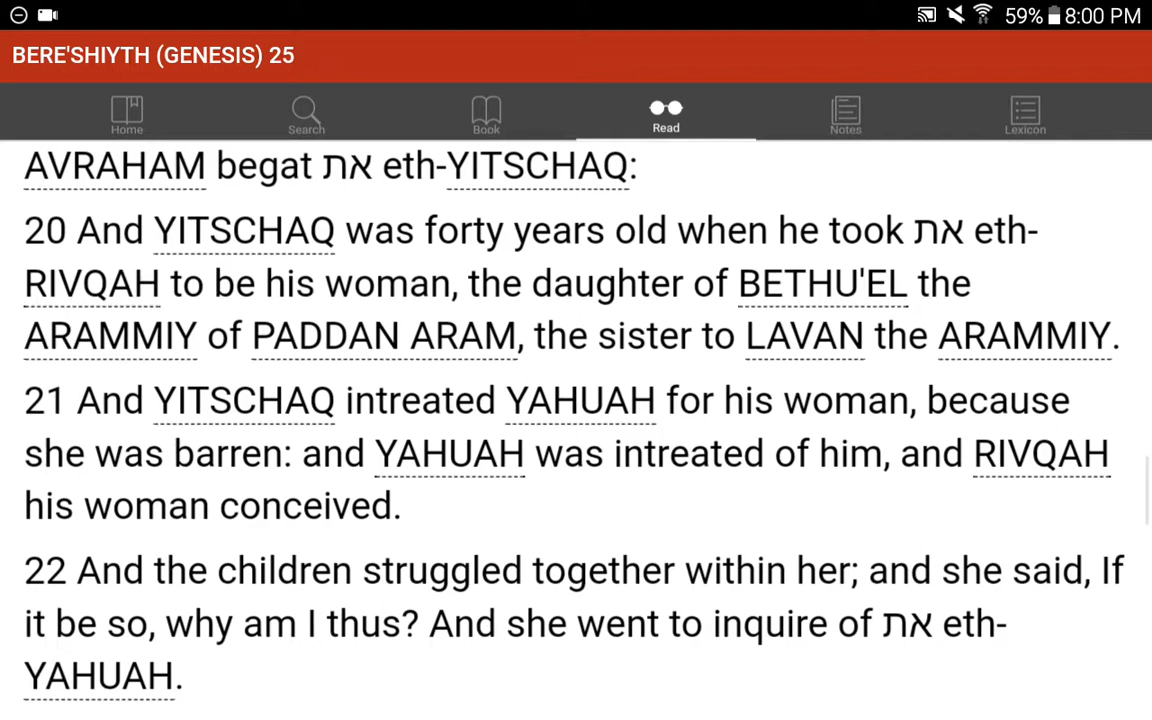 59% 8:00 PM
BERE'SHIYTH (GENESIS) 25
Home Search Book Read Notes Lexicon
AVRAHAM begat את eth-YITSCHAQ:
20 And YITSCHAQ was forty years old when he took את eth-
RIVQAH to be his woman, the daughter of BETHU'EL the
ARAMMIY of PADDAN ARAM, the sister to LAVAN the ARAMMIY.
21 And YITSCHAQ intreated YAHUAH for his woman, because
she was barren: and YAHUAH was intreated of him, and RIVQAH
his woman conceived.
22 And the children struggled together within her; and she said, If
it be so, why am I thus? And she went to inquire of את eth-
YAHUAH.